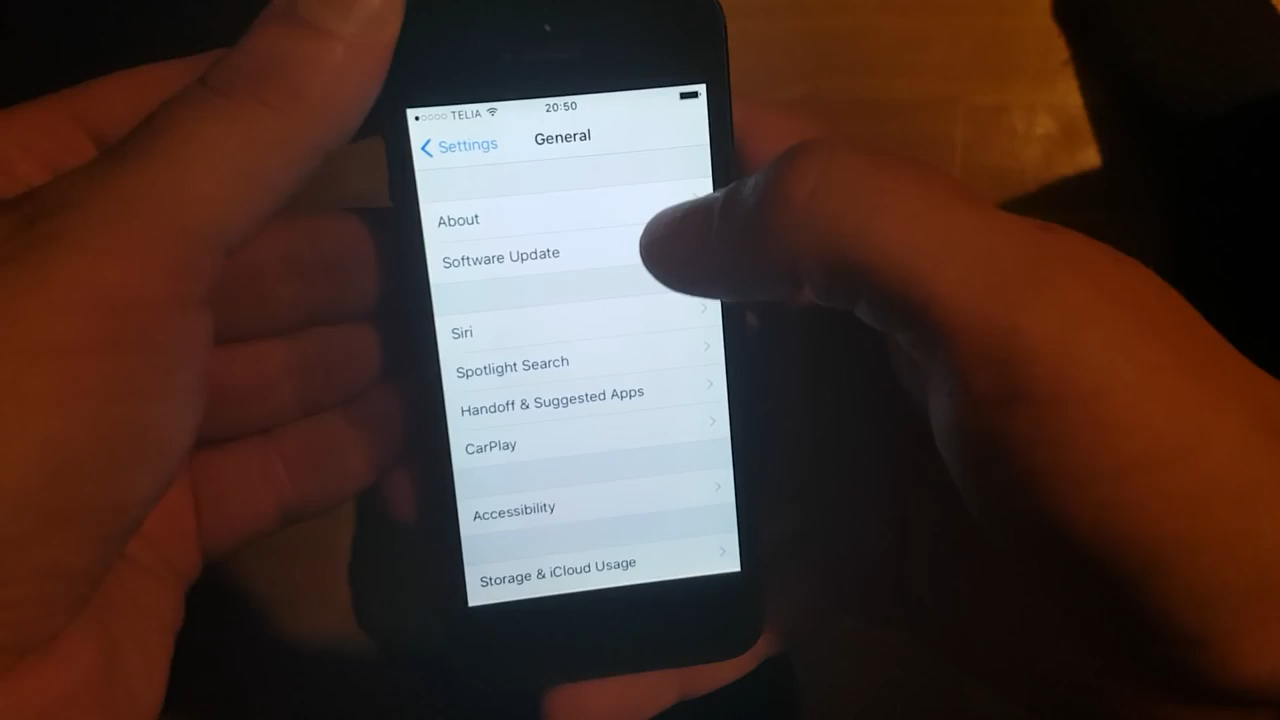 TELIA 20:50
Settings General
About
Software Update
Siri
Spotlight Search
Handoff & Suggested Apps
CarPlay
Accessibility
Storage & iCloud Usage